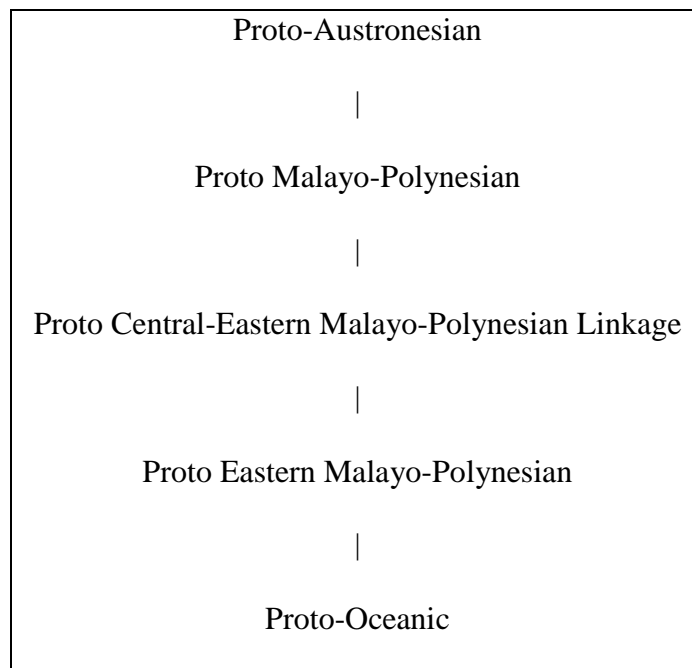 Proto-Austronesian
|
Proto Malayo-Polynesian
|
Proto Central-Eastern Malayo-Polynesian Linkage
|
Proto Eastern Malayo-Polynesian
|
Proto-Oceanic